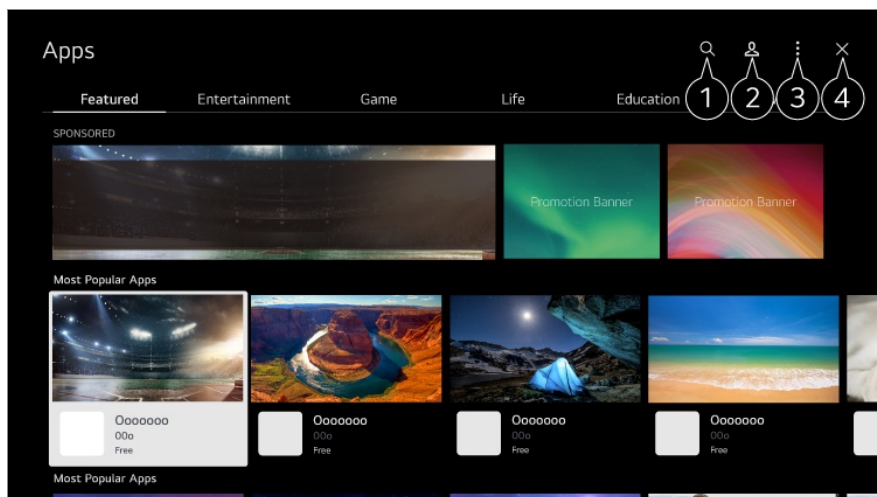 Apps
1 2 3 4
Featured Entertainment Game Life Education
SPONSORED
Promotion Banner Promotion Banner
Most Popular Apps
Ooooooo Ooooooo Ooooooo Ooooooo
00o 00o 00o 00o
Free Free Free Free
Most Popular Apps